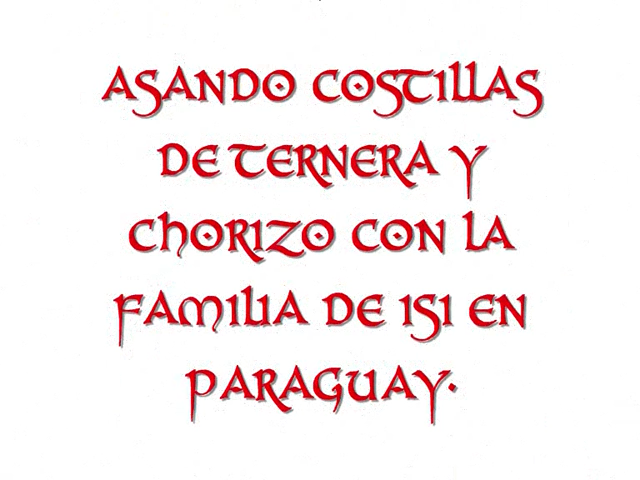 ASANDO COSTILLAS
DE TERNERA Y
CHORIZO CON LA
FAMILIA DE ISI EN
PARAGUAY.